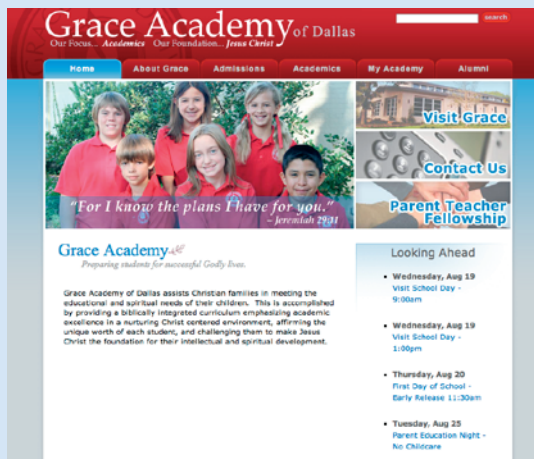 Grace Academy of Dallas
search
Our Focus... Academics Our Foundation... Jesus Christ
Home About Grace Admissions Academics My Academy Alumni
Visit Grace
Contact Us
Parent Teacher
Fellowship
"For I know the plans I have for you."
- Jeremiah 29:11
Grace Academy
Preparing students for successful Godly lives.
Grace Academy of Dallas assists Christian families in meeting the
educational and spiritual needs of their children. This is accomplished
by providing a biblically integrated curriculum emphasizing academic
excellence in a nurturing Christ centered environment, affirming the
unique worth of each student, and challenging them to make Jesus
Christ the foundation for their intellectual and spiritual development.
Looking Ahead
Wednesday, Aug 19
Visit School Day -
9:00am
Wednesday, Aug 19
Visit School Day -
1:00pm
Thursday, Aug 20
First Day of School -
Early Release 11:30am
Tuesday, Aug 25
Parent Education Night -
No Childcare